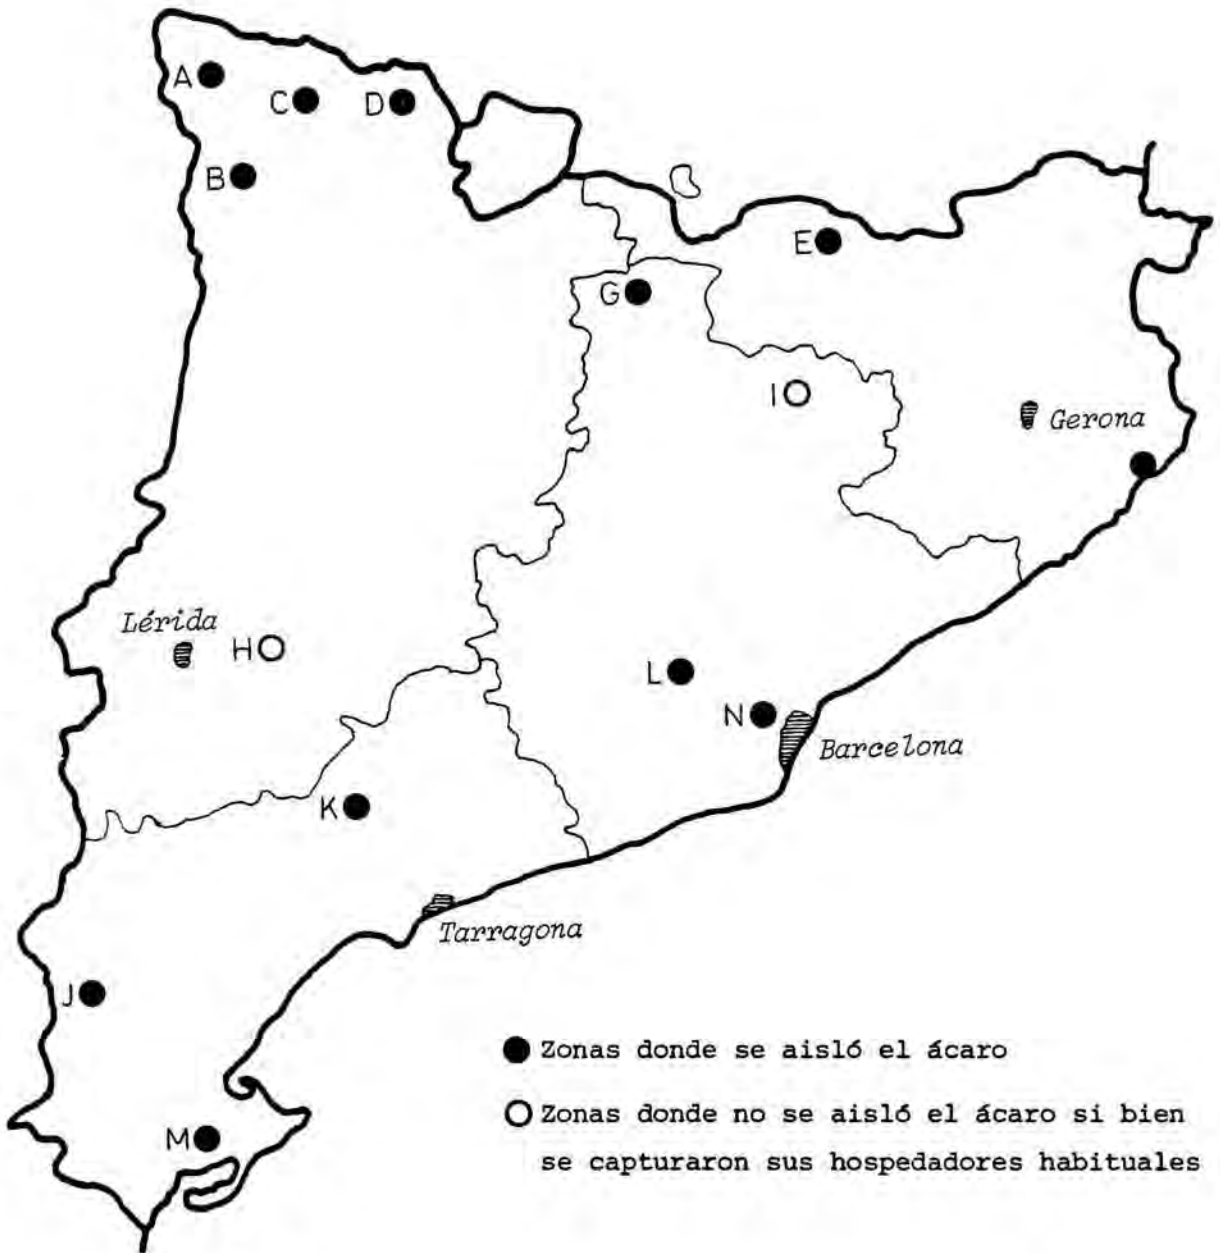 A
C
D
B
E
G
I
Gerona
Lérida
H
L
N
Barcelona
K
Tarragona
J
Zonas donde se aisló el ácaro
Zonas donde no se aisló el ácaro si bien
se capturaron sus hospedadores habituales
M